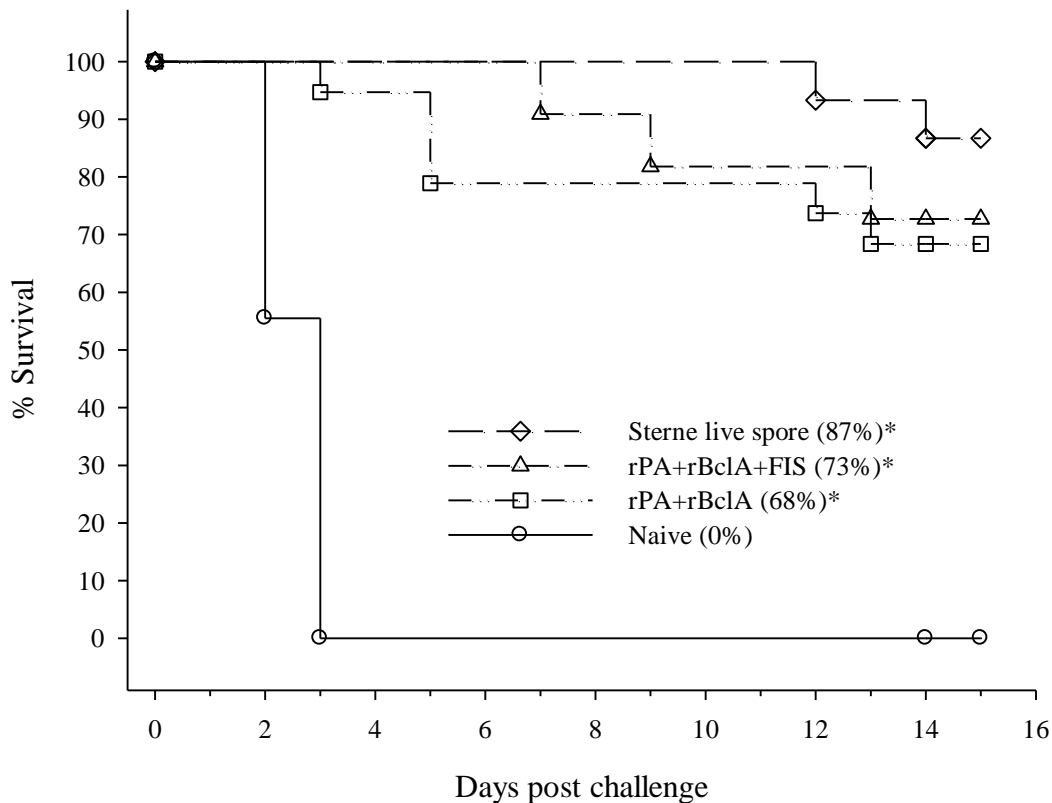 100
90
80
70
60
50
40
30
20
10
0
% Survival
Sterne live spore (87%)*
rPA+rBclA+FIS (73%)*
rPA+rBclA (68%)*
Naive (0%)
0 2 4 6 8 10 12 14 16
Days post challenge